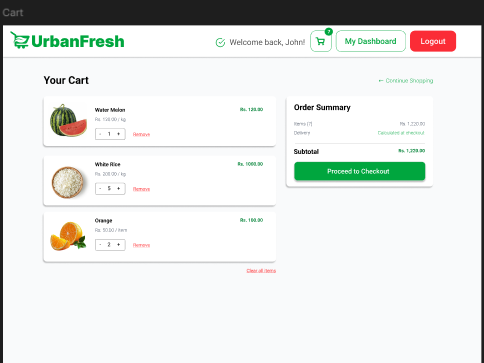 Cart
UrbanFresh
Welcome back, John!
7
My Dashboard
Logout
Your Cart
← Continue Shopping
Water Melon
Rs. 120.00
Rs. 120.00 / kg
- 1 +
Remove
White Rice
Rs. 1000.00
Rs. 200.00 / kg
- 5 +
Remove
Orange
Rs. 100.00
Rs. 50.00 / item
- 2 +
Remove
Clear all items
Order Summary
Items (7)
Rs. 1,220.00
Delivery
Calculated at checkout
Subtotal
Rs. 1,220.00
Proceed to Checkout